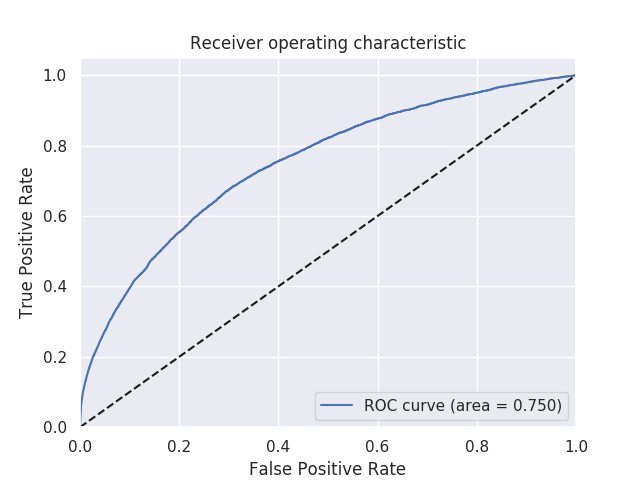 Receiver operating characteristic
1.0
0.8
0.6
0.4
0.2
0.0
True Positive Rate
ROC curve (area = 0.750)
0.0 0.2 0.4 0.6 0.8 1.0
False Positive Rate